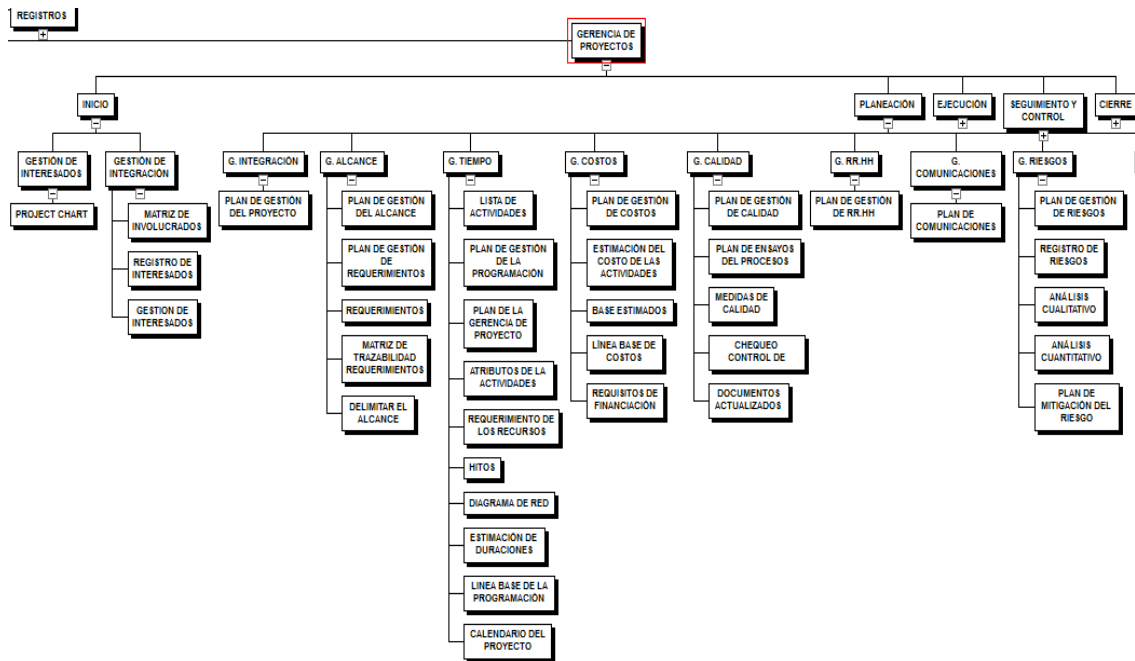 REGISTROS
GERENCIA DE
PROYECTOS
INICIO
PLANEACIÓN
EJECUCIÓN
SEGUIMIENTO Y
CONTROL
CIERRE
GESTIÓN DE
INTERESADOS
GESTIÓN DE
INTEGRACIÓN
G. INTEGRACIÓN
G. ALCANCE
G. TIEMPO
G. COSTOS
G. CALIDAD
G. RR.HH
G.
COMUNICACIONES
G. RIESGOS
PROJECT CHART
MATRIZ DE
INVOLUCRADOS
REGISTRO DE
INTERESADOS
GESTION DE
INTERESADOS
PLAN DE GESTIÓN
DEL PROYECTO
PLAN DE GESTIÓN
DEL ALCANCE
PLAN DE GESTIÓN
DE
REQUERIMIENTOS
REQUERIMIENTOS
MATRIZ DE
TRAZABILIDAD
REQUERIMIENTOS
DELIMITAR EL
ALCANCE
LISTA DE
ACTIVIDADES
PLAN DE GESTIÓN
DE LA
PROGRAMACIÓN
PLAN DE LA
GERENCIA DE
PROYECTO
ATRIBUTOS DE LA
ACTIVIDADES
REQUERIMIENTO DE
LOS RECURSOS
HITOS
DIAGRAMA DE RED
ESTIMACIÓN DE
DURACIONES
LINEA BASE DE LA
PROGRAMACIÓN
CALENDARIO DEL
PROYECTO
PLAN DE GESTIÓN
DE COSTOS
ESTIMACIÓN DEL
COSTO DE LAS
ACTIVIDADES
BASE ESTIMADOS
LÍNEA BASE DE
COSTOS
REQUISITOS DE
FINANCIACIÓN
PLAN DE GESTIÓN
DE CALIDAD
PLAN DE ENSAYOS
DEL PROCESOS
MEDIDAS DE
CALIDAD
CHEQUEO
CONTROL DE
DOCUMENTOS
ACTUALIZADOS
PLAN DE GESTIÓN
DE RR.HH
PLAN DE
COMUNICACIONES
PLAN DE GESTIÓN
DE RIESGOS
REGISTRO DE
RIESGOS
ANÁLISIS
CUALITATIVO
ANÁLISIS
CUANTITATIVO
PLAN DE
MITIGACIÓN DEL
RIESGO